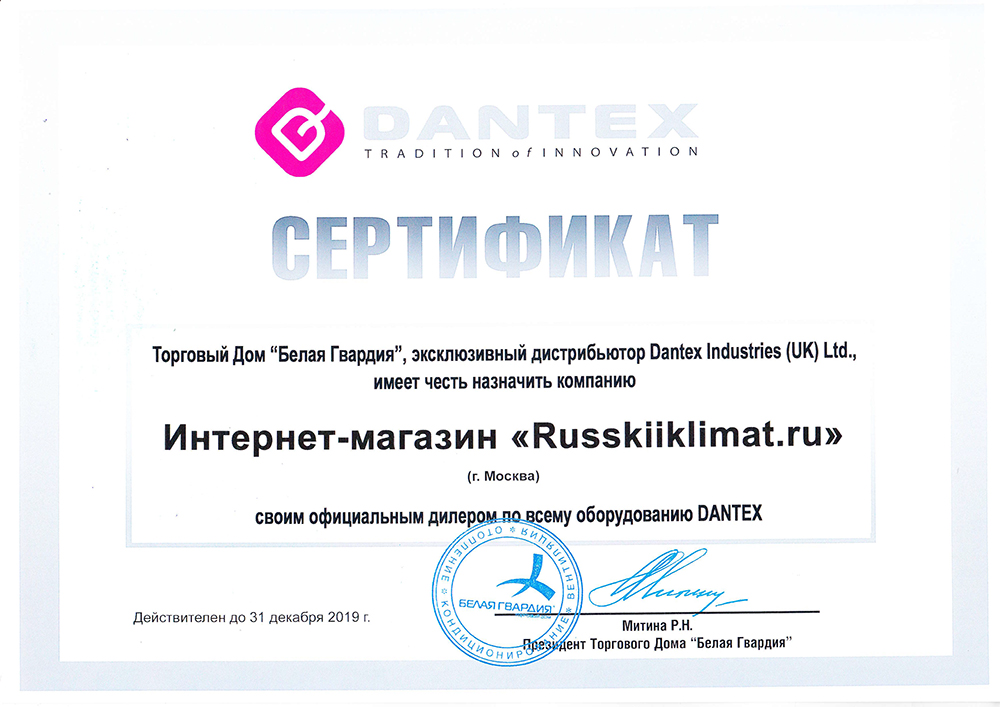 DANTEX
TRADITION of INNOVATION
СЕРТИФИКАТ
Торговый Дом “Белая Гвардия”, эксклюзивный дистрибьютор Dantex Industries (UK) Ltd.,
имеет честь назначить компанию
Интернет-магазин «Russkiiklimat.ru»
(г. Москва)
своим официальным дилером по всему оборудованию DANTEX
КОНДИЦИОНИРОВАНИЕ * ВЕНТИЛЯЦИЯ * ОТОПЛЕНИЕ *
БЕЛАЯ ГВАРДИЯ
Действителен до 31 декабря 2019 г.
Митина Р.Н.
Президент Торгового Дома “Белая Гвардия”